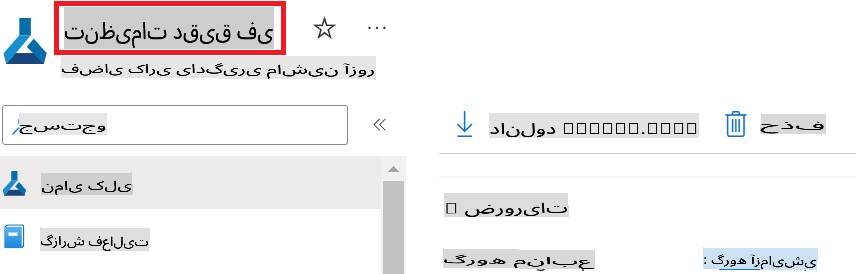 تنظیمات دقیق فی
فضای کاری یادگیری ماشین آزور
جستجو
دانلود
حذف
نمای کلی
ضروریات
گزارش فعالیت
گروه منابع
: گروه آزمایشی